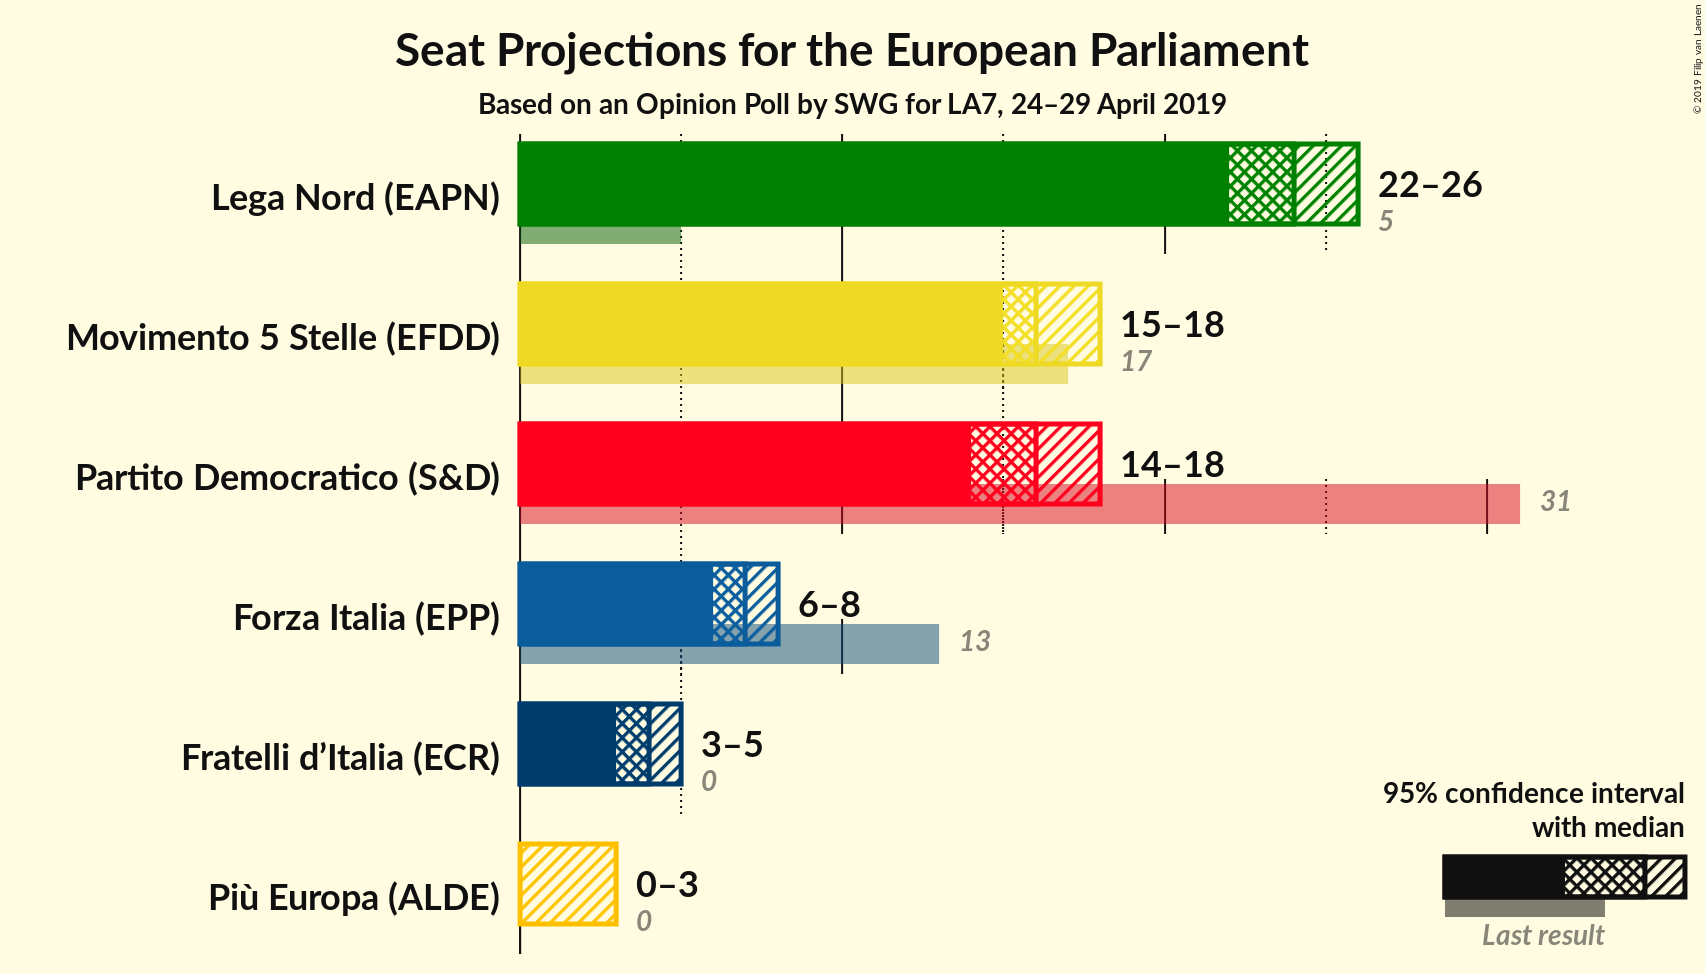 Seat Projections for the European Parliament
Based on an Opinion Poll by SWG for LA7, 24–29 April 2019
© 2019 Filip van Laenen
Lega Nord (EAPN)
22–26
5
Movimento 5 Stelle (EFDD)
15–18
17
Partito Democratico (S&D)
14–18
31
Forza Italia (EPP)
6–8
13
Fratelli d’Italia (ECR)
3–5
0
Più Europa (ALDE)
0–3
0
95% confidence interval
with median
Last result